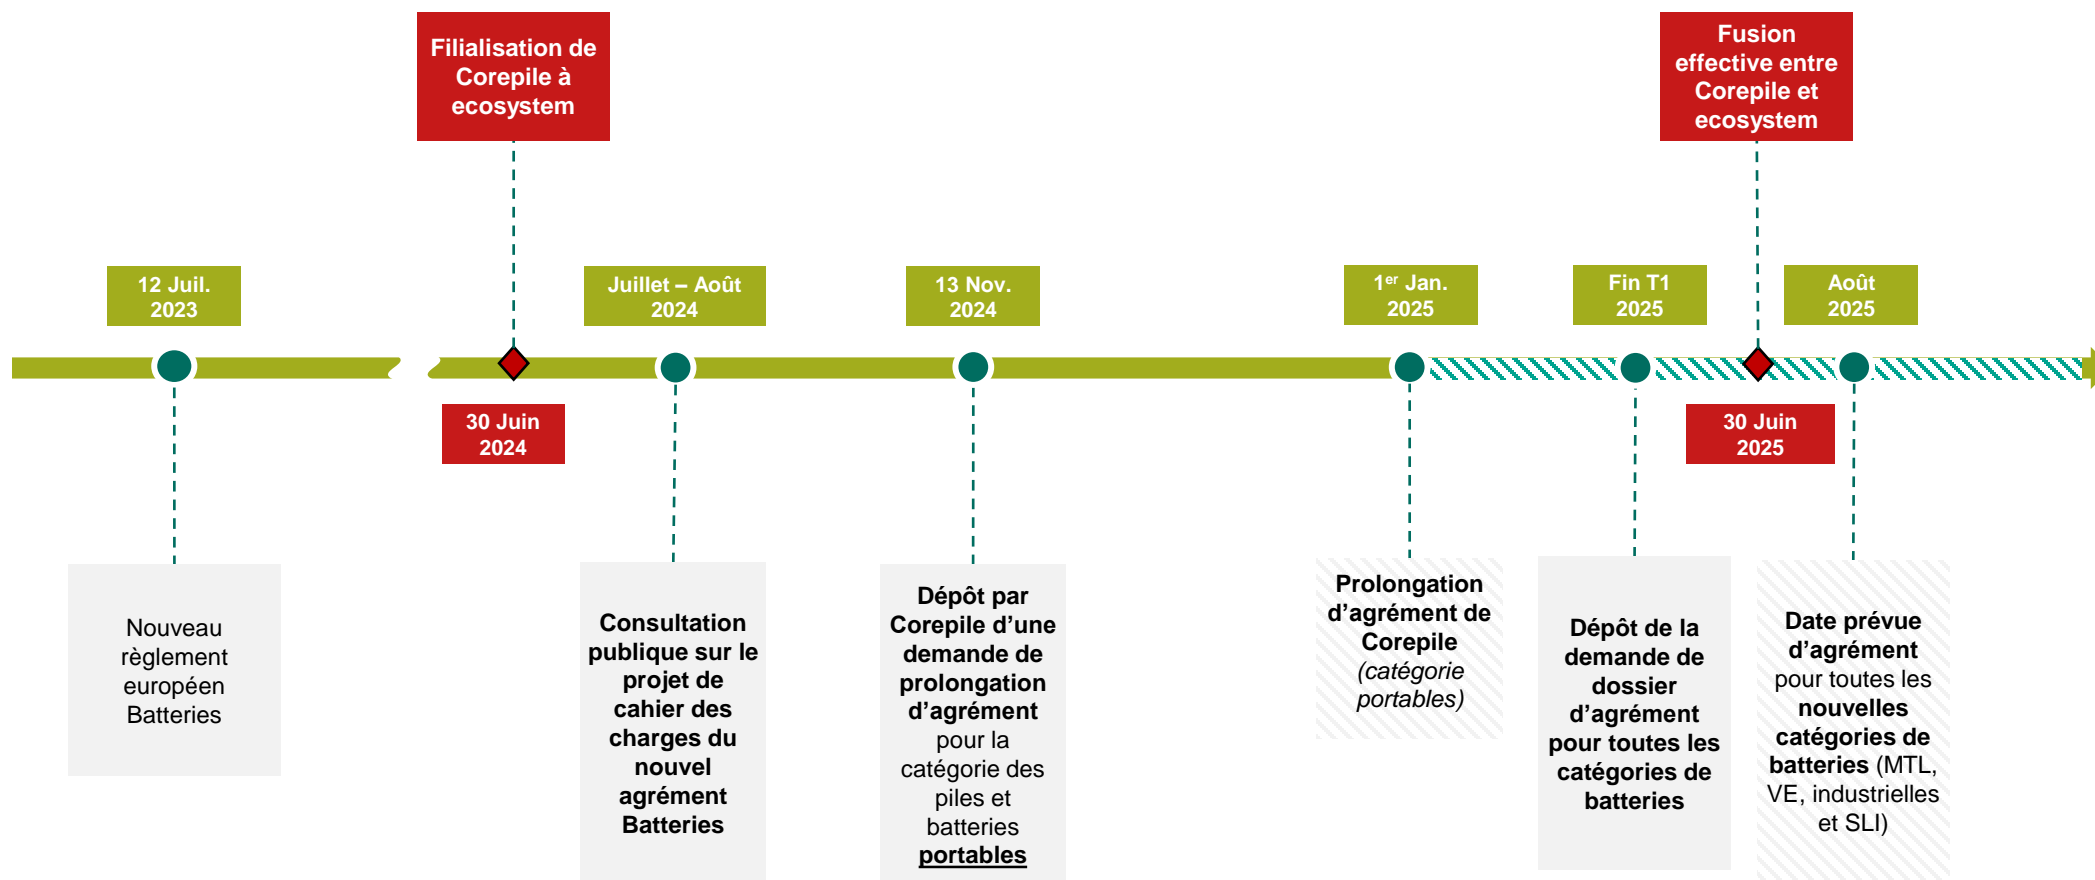 Filialisation de
Corepile à
ecosystem
Fusion
effective entre
Corepile et
ecosystem
12 Juil.
2023
Juillet – Août
2024
13 Nov.
2024
1er Jan.
2025
Fin T1
2025
Août
2025
30 Juin
2024
30 Juin
2025
Nouveau
règlement
européen
Batteries
Consultation
publique sur le
projet de
cahier des
charges du
nouvel
agrément
Batteries
Dépôt par
Corepile d’une
demande de
prolongation
d’agrément
pour la
catégorie des
piles et
batteries
portables
Prolongation
d’agrément de
Corepile
(catégorie
portables)
Dépôt de la
demande de
dossier
d’agrément
pour toutes les
catégories de
batteries
Date prévue
d’agrément
pour toutes les
nouvelles
catégories de
batteries (MTL,
VE, industrielles
et SLI)